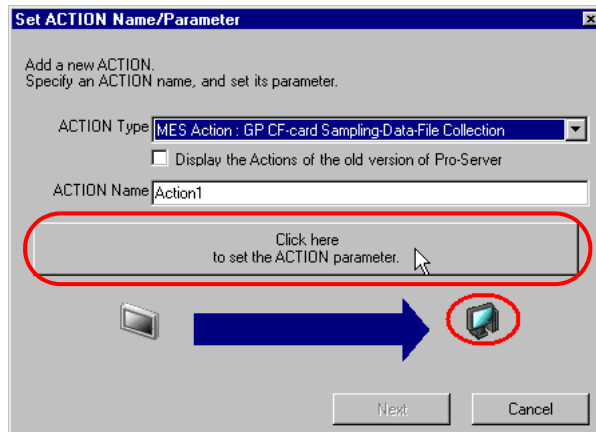 Set ACTION Name/Parameter
Add a new ACTION.
Specify an ACTION name, and set its parameter.
ACTION Type MES Action : GP CF-card Sampling-Data-File Collection
Display the Actions of the old version of Pro-Server
ACTION Name Action1
Click here
to set the ACTION parameter.
Next Cancel